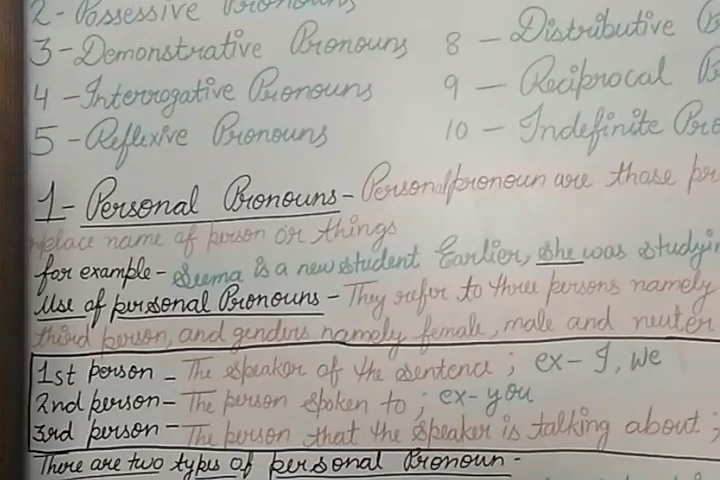 2 - Possessive Pronouns
3 - Demonstrative Pronouns 8 - Distributive
4 - Interrogative Pronouns 9 - Reciprocal
5 - Reflexive Pronouns 10 - Indefinite Pro
1 - Personal Pronouns - Personal pronoun are those
replace name of person or things
for example - Seema is a new student Earlier, she was studyin
Use of personal Pronouns - They refer to three persons namely
third person, and genders namely female, male and neuter
1st person - The speaker of the sentence ; ex - I, we
2nd person - The person spoken to ; ex - you
3rd person - The person that the speaker is talking about ;
There are two types of personal Pronoun -